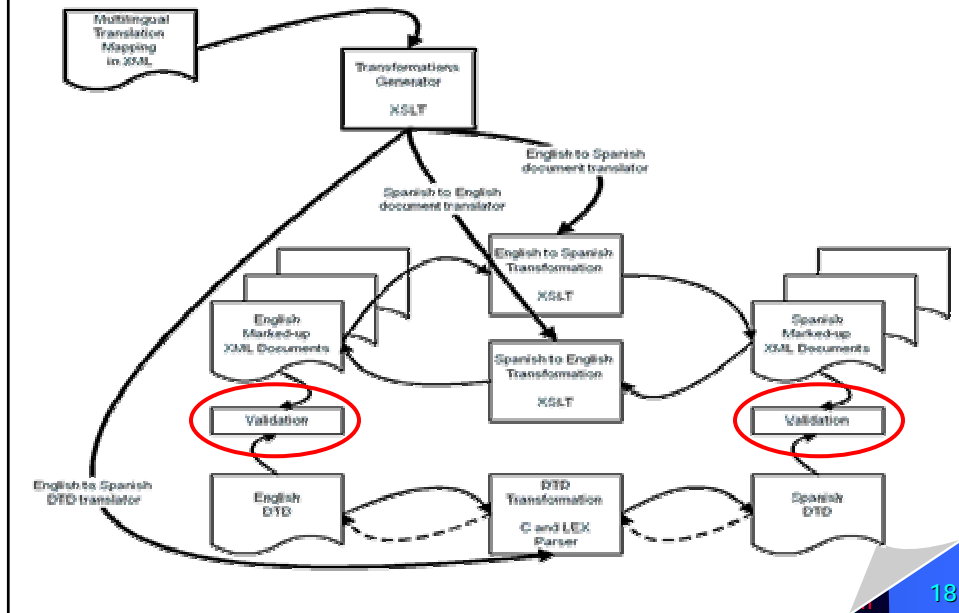 Multilingual
Translation
Mapping
in XML
Transformations
Generator
XSLT
English to Spanish
document translator
Spanish to English
document translator
English to Spanish
Transformation
XSLT
English
Marked-up
XML Documents
Spanish
Marked-up
XML Documents
Spanish to English
Transformation
XSLT
Validation
Validation
English to Spanish
DTD translator
English
DTD
DTD
Transformation
C and LEX
Parser
Spanish
DTD
18